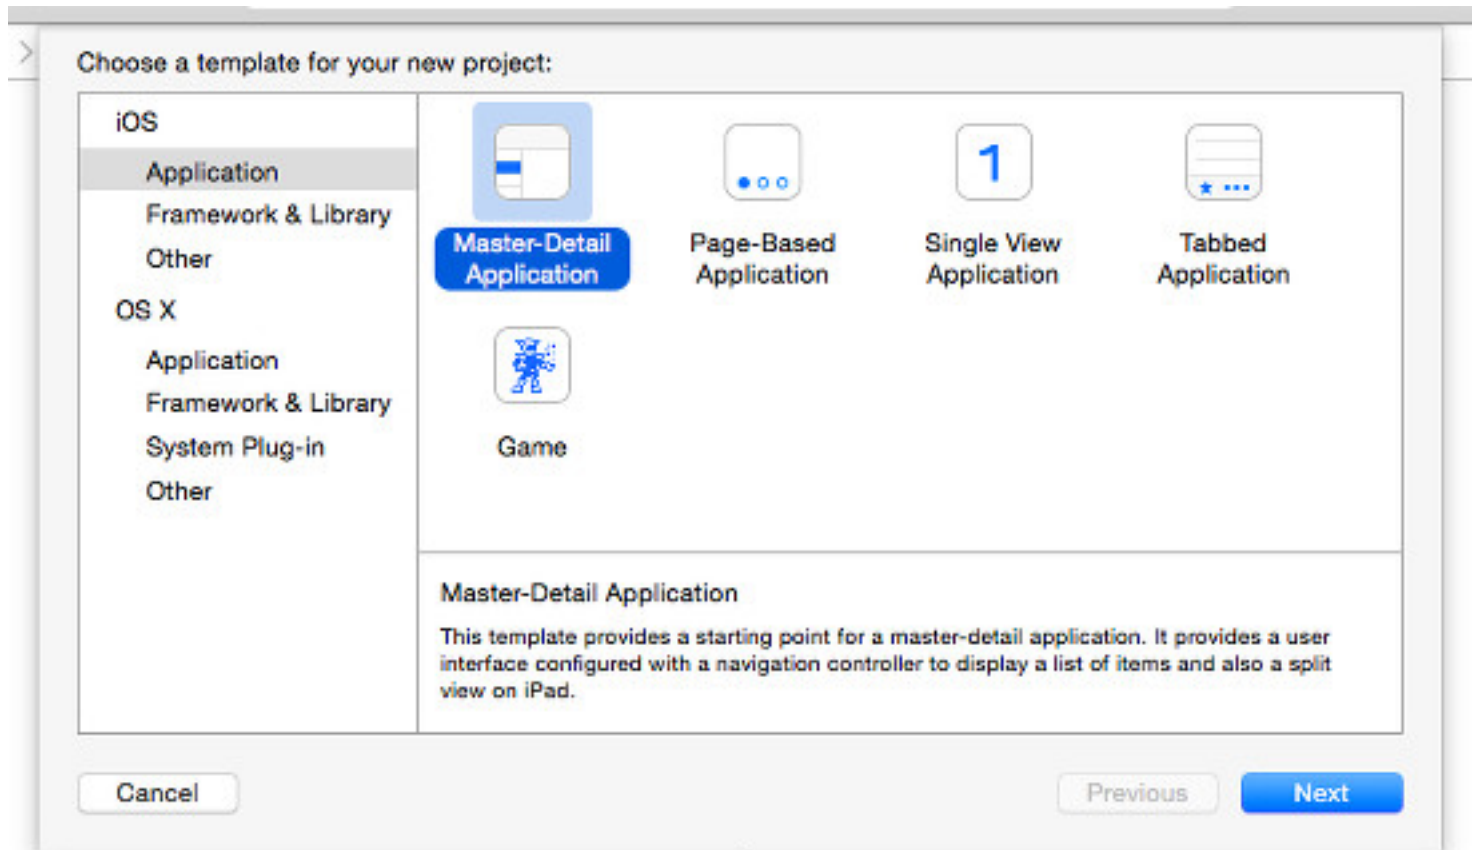 Choose a template for your new project:
iOS
Application
Framework & Library
Other
OS X
Application
Framework & Library
System Plug-in
Other
Master-Detail
Application
Page-Based
Application
1
Single View
Application
Tabbed
Application
Game
Master-Detail Application
This template provides a starting point for a master-detail application. It provides a user
interface configured with a navigation controller to display a list of items and also a split
view on iPad.
Cancel
Previous
Next